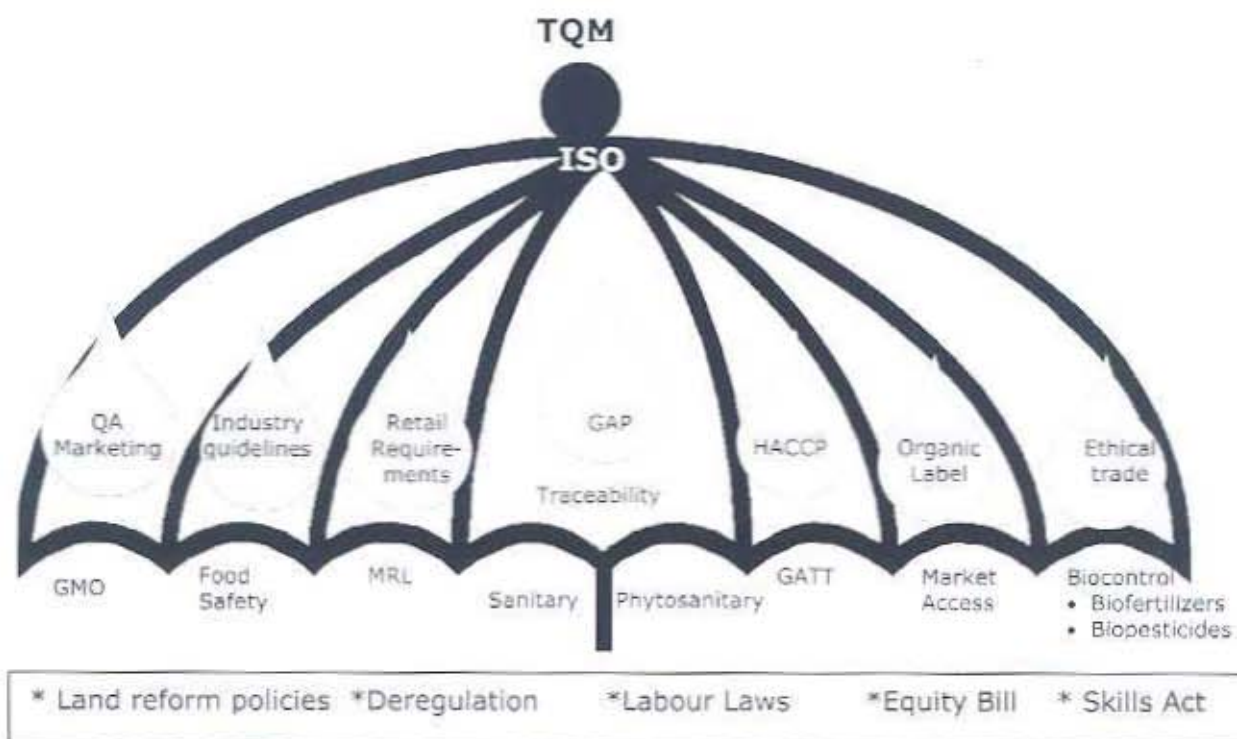 TQM
ISO
QA
Marketing
Industry
guidelines
Retail
Require-
ments
GAP
Traceability
HACCP
Organic
Label
Ethical
trade
GMO
Food
Safety
MRL
Sanitary
Phytosanitary
GATT
Market
Access
Biocontrol
• Biofertilizers
• Biopesticides
* Land reform policies *Deregulation *Labour Laws *Equity Bill * Skills Act